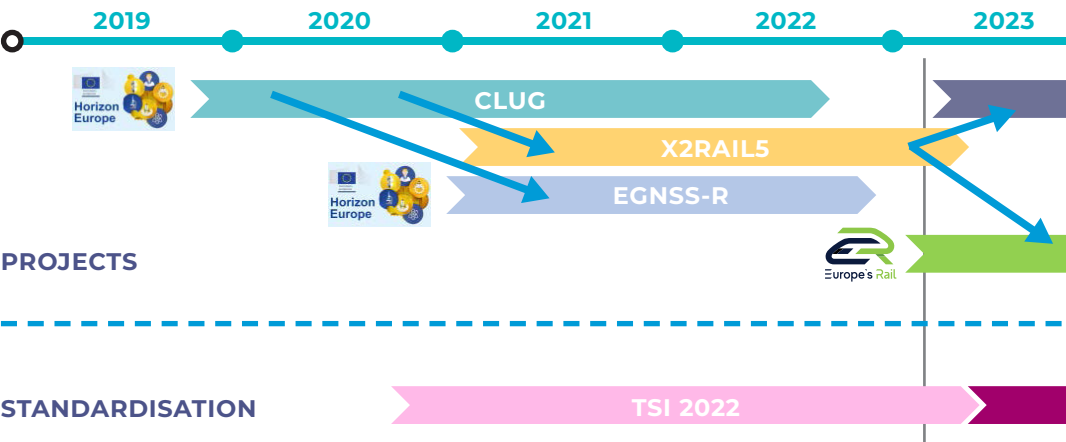 2019
2020
2021
2022
2023
Horizon
Europe
CLUG
X2RAIL5
Horizon
Europe
EGNSS-R
PROJECTS
Europe's Rail
STANDARDISATION
TSI 2022